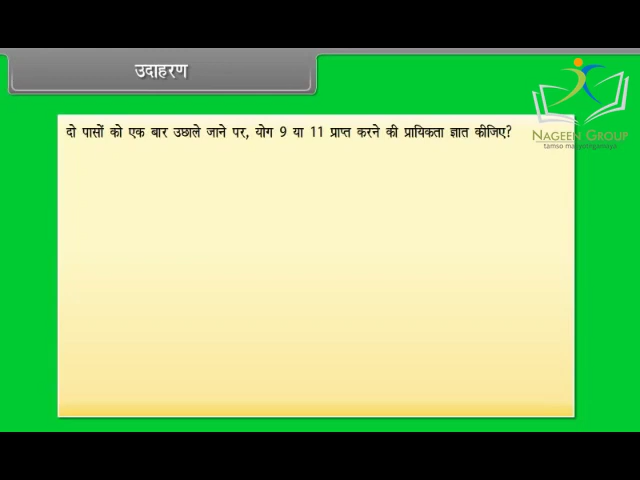 उदाहरण
दो पासों को एक बार उछाले जाने पर, योग 9 या 11 प्राप्त करने की प्रायिकता ज्ञात कीजिए?
NAGEEN GROUP